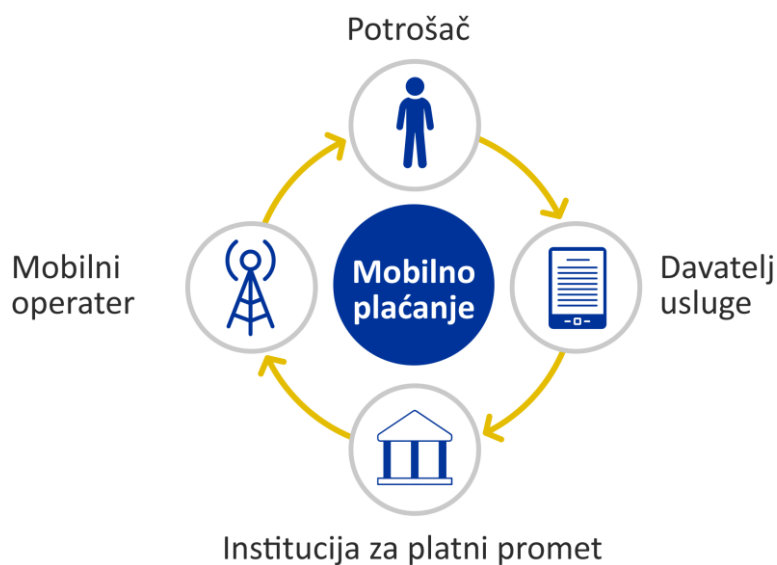 Potrošač
Mobilni
operater
Mobilno
plaćanje
Davatelj
usluge
Institucija za platni promet